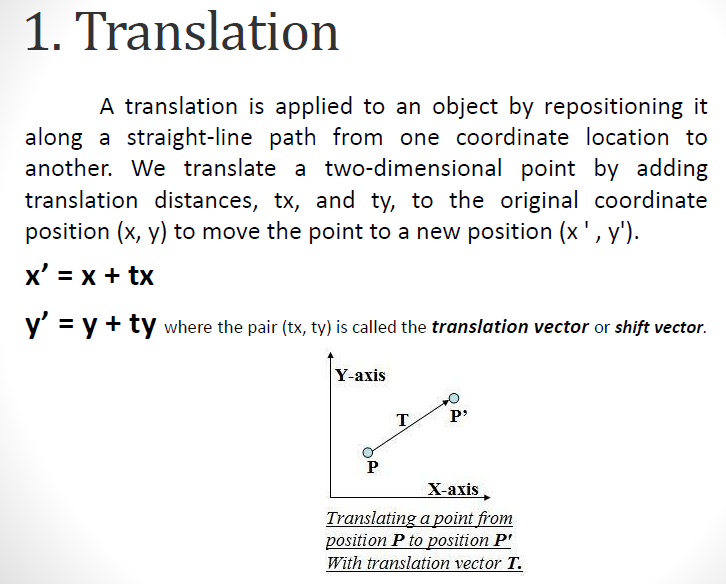 1. Translation
A translation is applied to an object by repositioning it
along a straight-line path from one coordinate location to
another. We translate a two-dimensional point by adding
translation distances, tx, and ty, to the original coordinate
position (x, y) to move the point to a new position (x ' , y').
x’ = x + tx
y’ = y + ty where the pair (tx, ty) is called the translation vector or shift vector.
Y-axis
T
P’
P
X-axis
Translating a point from
position P to position P'
With translation vector T.